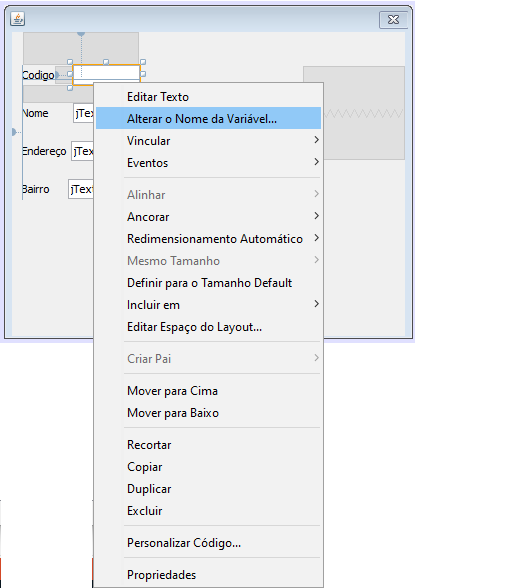 Codigo
Nome
jTex
Endereço
jText
Bairro
jText
Editar Texto
Alterar o Nome da Variável...
Vincular
Eventos
Alinhar
Ancorar
Redimensionamento Automático
Mesmo Tamanho
Definir para o Tamanho Default
Incluir em
Editar Espaço do Layout...
Criar Pai
Mover para Cima
Mover para Baixo
Recortar
Copiar
Duplicar
Excluir
Personalizar Código...
Propriedades